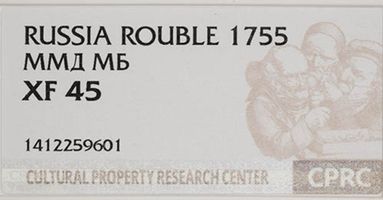 RUSSIA ROUBLE 1755
ММД МБ
XF 45
1412259601
CULTURAL PROPERTY RESEARCH CENTER CPRC